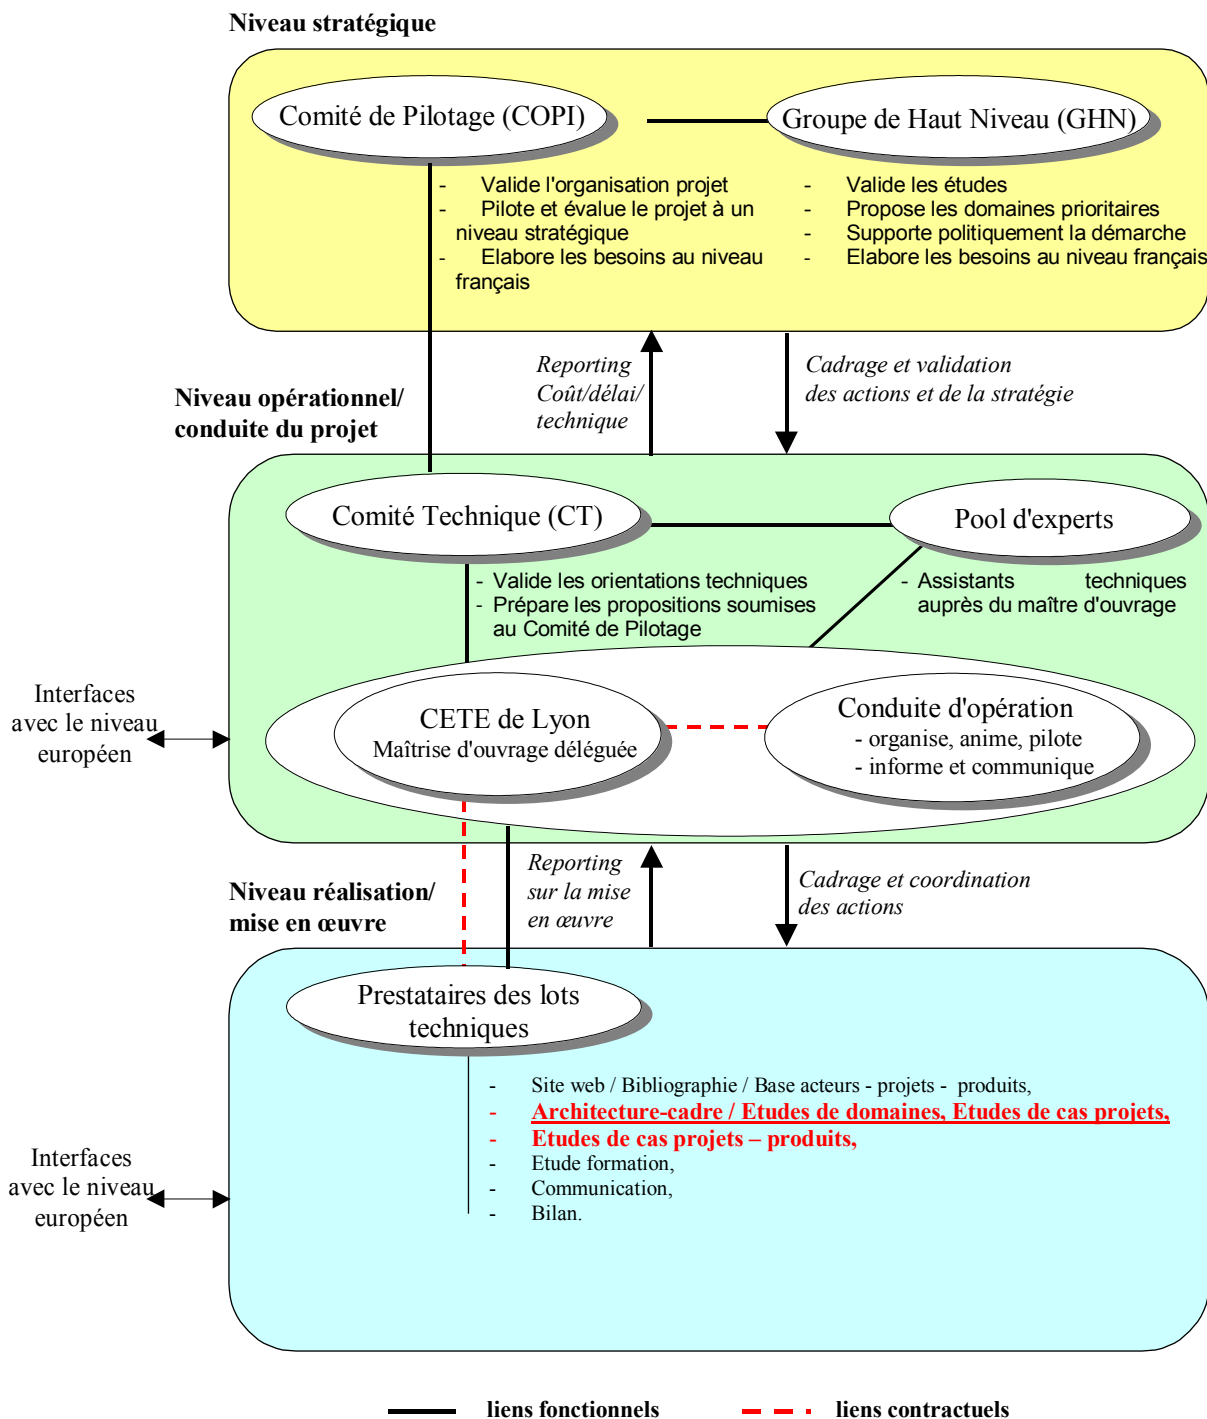 Niveau stratégique
Comité de Pilotage (COPI)
Groupe de Haut Niveau (GHN)
- Valide l'organisation projet
- Pilote et évalue le projet à un
niveau stratégique
- Elabore les besoins au niveau
français
- Valide les études
- Propose les domaines prioritaires
- Supporte politiquement la démarche
- Elabore les besoins au niveau français
Reporting
Coût/délai/
technique
Cadrage et validation
des actions et de la stratégie
Niveau opérationnel/
conduite du projet
Comité Technique (CT)
Pool d'experts
- Valide les orientations techniques
- Prépare les propositions soumises
au Comité de Pilotage
- Assistants techniques
auprès du maître d'ouvrage
Interfaces
avec le niveau
européen
CETE de Lyon
Maîtrise d'ouvrage déléguée
Conduite d'opération
- organise, anime, pilote
- informe et communique
Reporting
sur la mise
en œuvre
Cadrage et coordination
des actions
Niveau réalisation/
mise en œuvre
Prestataires des lots
techniques
- Site web / Bibliographie / Base acteurs - projets - produits,
- Architecture-cadre / Etudes de domaines, Etudes de cas projets,
- Etudes de cas projets – produits,
- Etude formation,
- Communication,
- Bilan.
Interfaces
avec le niveau
européen
liens fonctionnels
liens contractuels